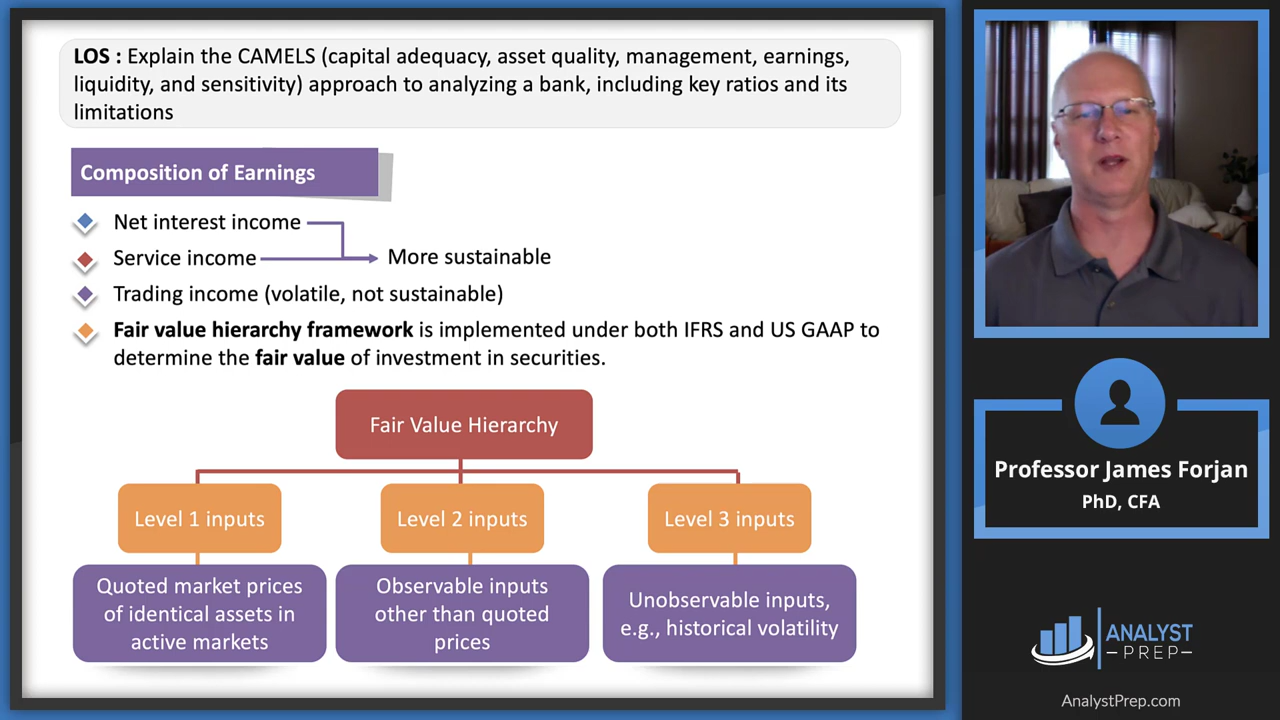 LOS : Explain the CAMELS (capital adequacy, asset quality, management, earnings,
liquidity, and sensitivity) approach to analyzing a bank, including key ratios and its
limitations
Composition of Earnings
Net interest income
Service income
More sustainable
Trading income (volatile, not sustainable)
Fair value hierarchy framework is implemented under both IFRS and US GAAP to
determine the fair value of investment in securities.
Fair Value Hierarchy
Level 1 inputs
Level 2 inputs
Level 3 inputs
Quoted market prices
of identical assets in
active markets
Observable inputs
other than quoted
prices
Unobservable inputs,
e.g., historical volatility
Professor James Forjan
PhD, CFA
ANALYST
–PREP–
AnalystPrep.com